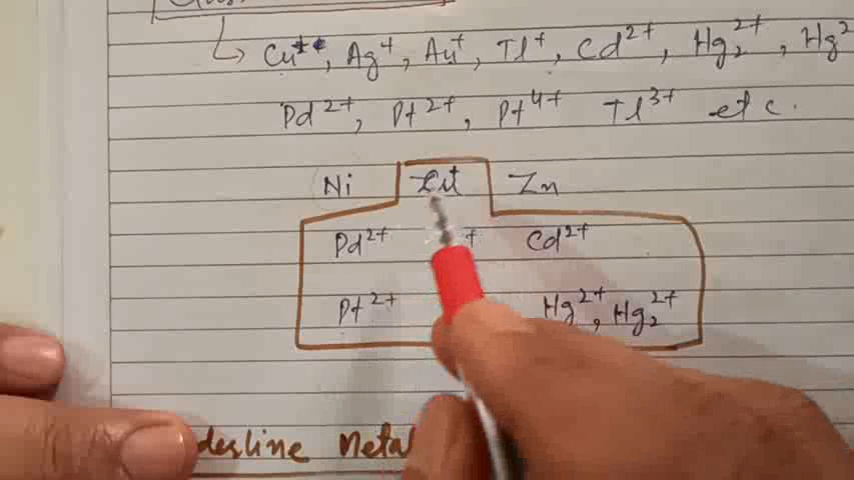 Cu⁺, Ag⁺, Au⁺, Tl⁺, Cd²⁺, Hg₂²⁺, Hg²
Pd²⁺, Pt²⁺, Pt⁴⁺ Tl³⁺ etc.
Ni Cu⁺ Zn
Pd²⁺ ⁺ Cd²⁺
Pt²⁺ Hg²⁺, Hg₂²⁺
desline Metal